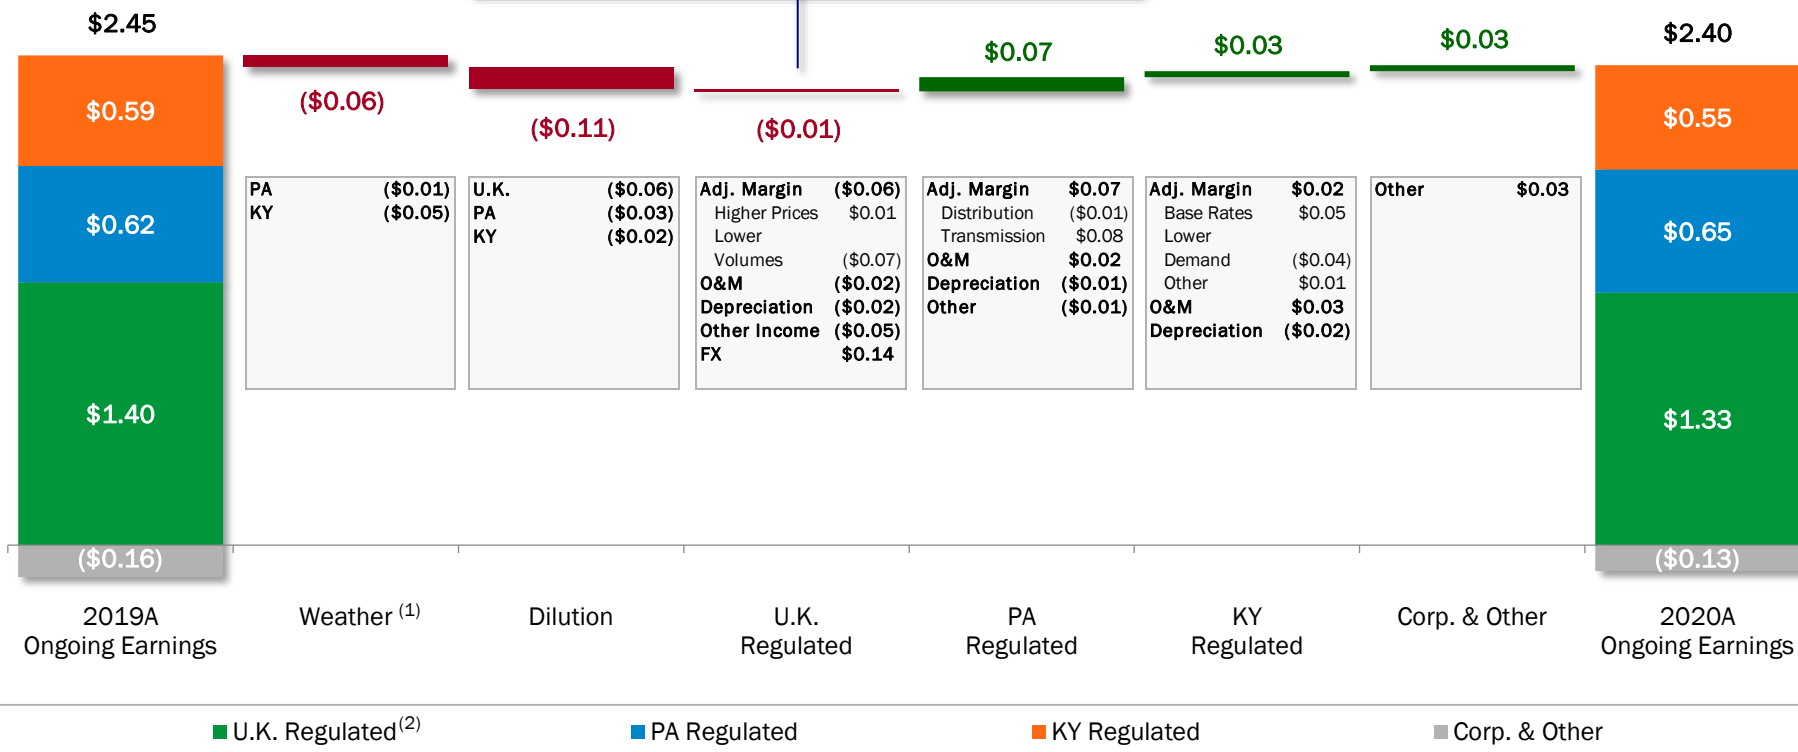 $2.45
($0.06)
($0.11)
($0.01)
$0.07
$0.03
$0.03
$2.40
$0.59
$0.62
$1.40
($0.16)
PA ($0.01)
KY ($0.05)
U.K. ($0.06)
PA ($0.03)
KY ($0.02)
Adj. Margin ($0.06)
Higher Prices $0.01
Lower
Volumes ($0.07)
O&M ($0.02)
Depreciation ($0.02)
Other Income ($0.05)
FX $0.14
Adj. Margin $0.07
Distribution ($0.01)
Transmission $0.08
O&M $0.02
Depreciation ($0.01)
Other ($0.01)
Adj. Margin $0.02
Base Rates $0.05
Lower
Demand ($0.04)
Other $0.01
O&M $0.03
Depreciation ($0.02)
Other $0.03
$0.55
$0.65
$1.33
($0.13)
2019A
Ongoing Earnings
Weather (1)
Dilution
U.K.
Regulated
PA
Regulated
KY
Regulated
Corp. & Other
2020A
Ongoing Earnings
U.K. Regulated(2)
PA Regulated
KY Regulated
Corp. & Other